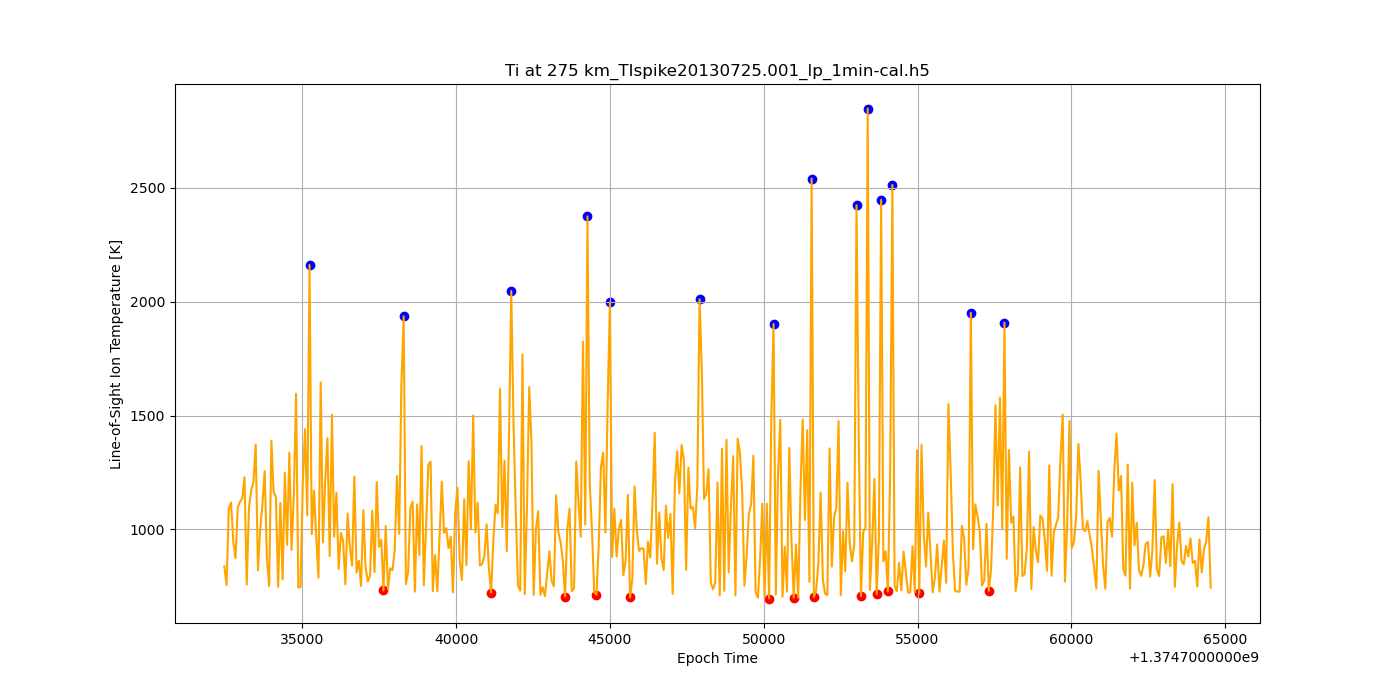 Ti at 275 km_TIspike20130725.001_lp_1min-cal.h5
Line-of-Sight Ion Temperature [K]
2500
2000
1500
1000
35000 40000 45000 50000 55000 60000 65000
Epoch Time
+1.3747000000e9